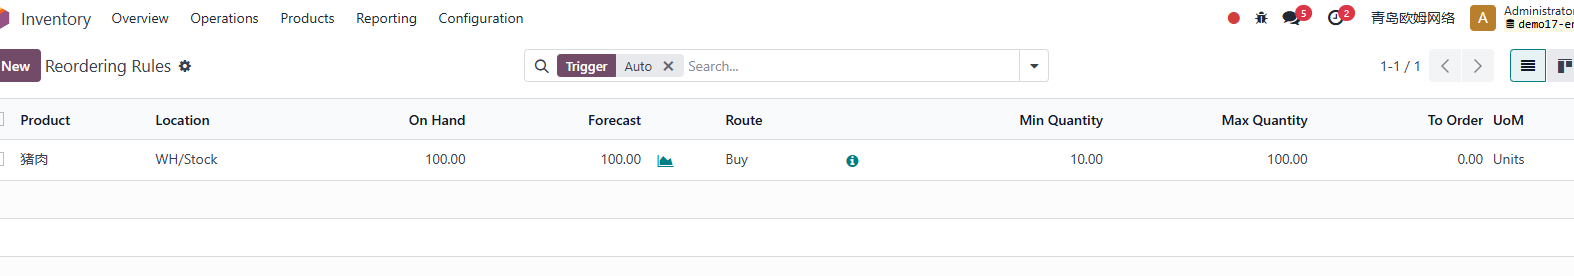 Inventory Overview Operations Products Reporting Configuration 5 2 青岛欧姆网络 A Administrator
demo17-en
New Reordering Rules Trigger Auto Search... 1-1 / 1
Product Location On Hand Forecast Route Min Quantity Max Quantity To Order UoM
猪肉 WH/Stock 100.00 100.00 Buy 10.00 100.00 0.00 Units